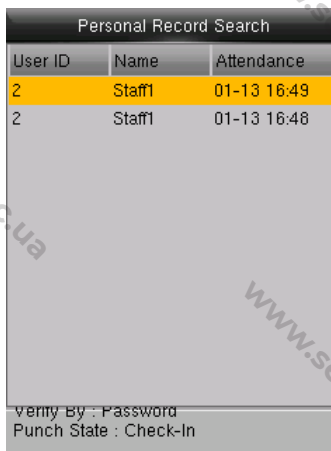 Personal Record Search
User ID Name Attendance
2 Staff1 01-13 16:49
2 Staff1 01-13 16:48
Verify By : Password
Punch State : Check-In